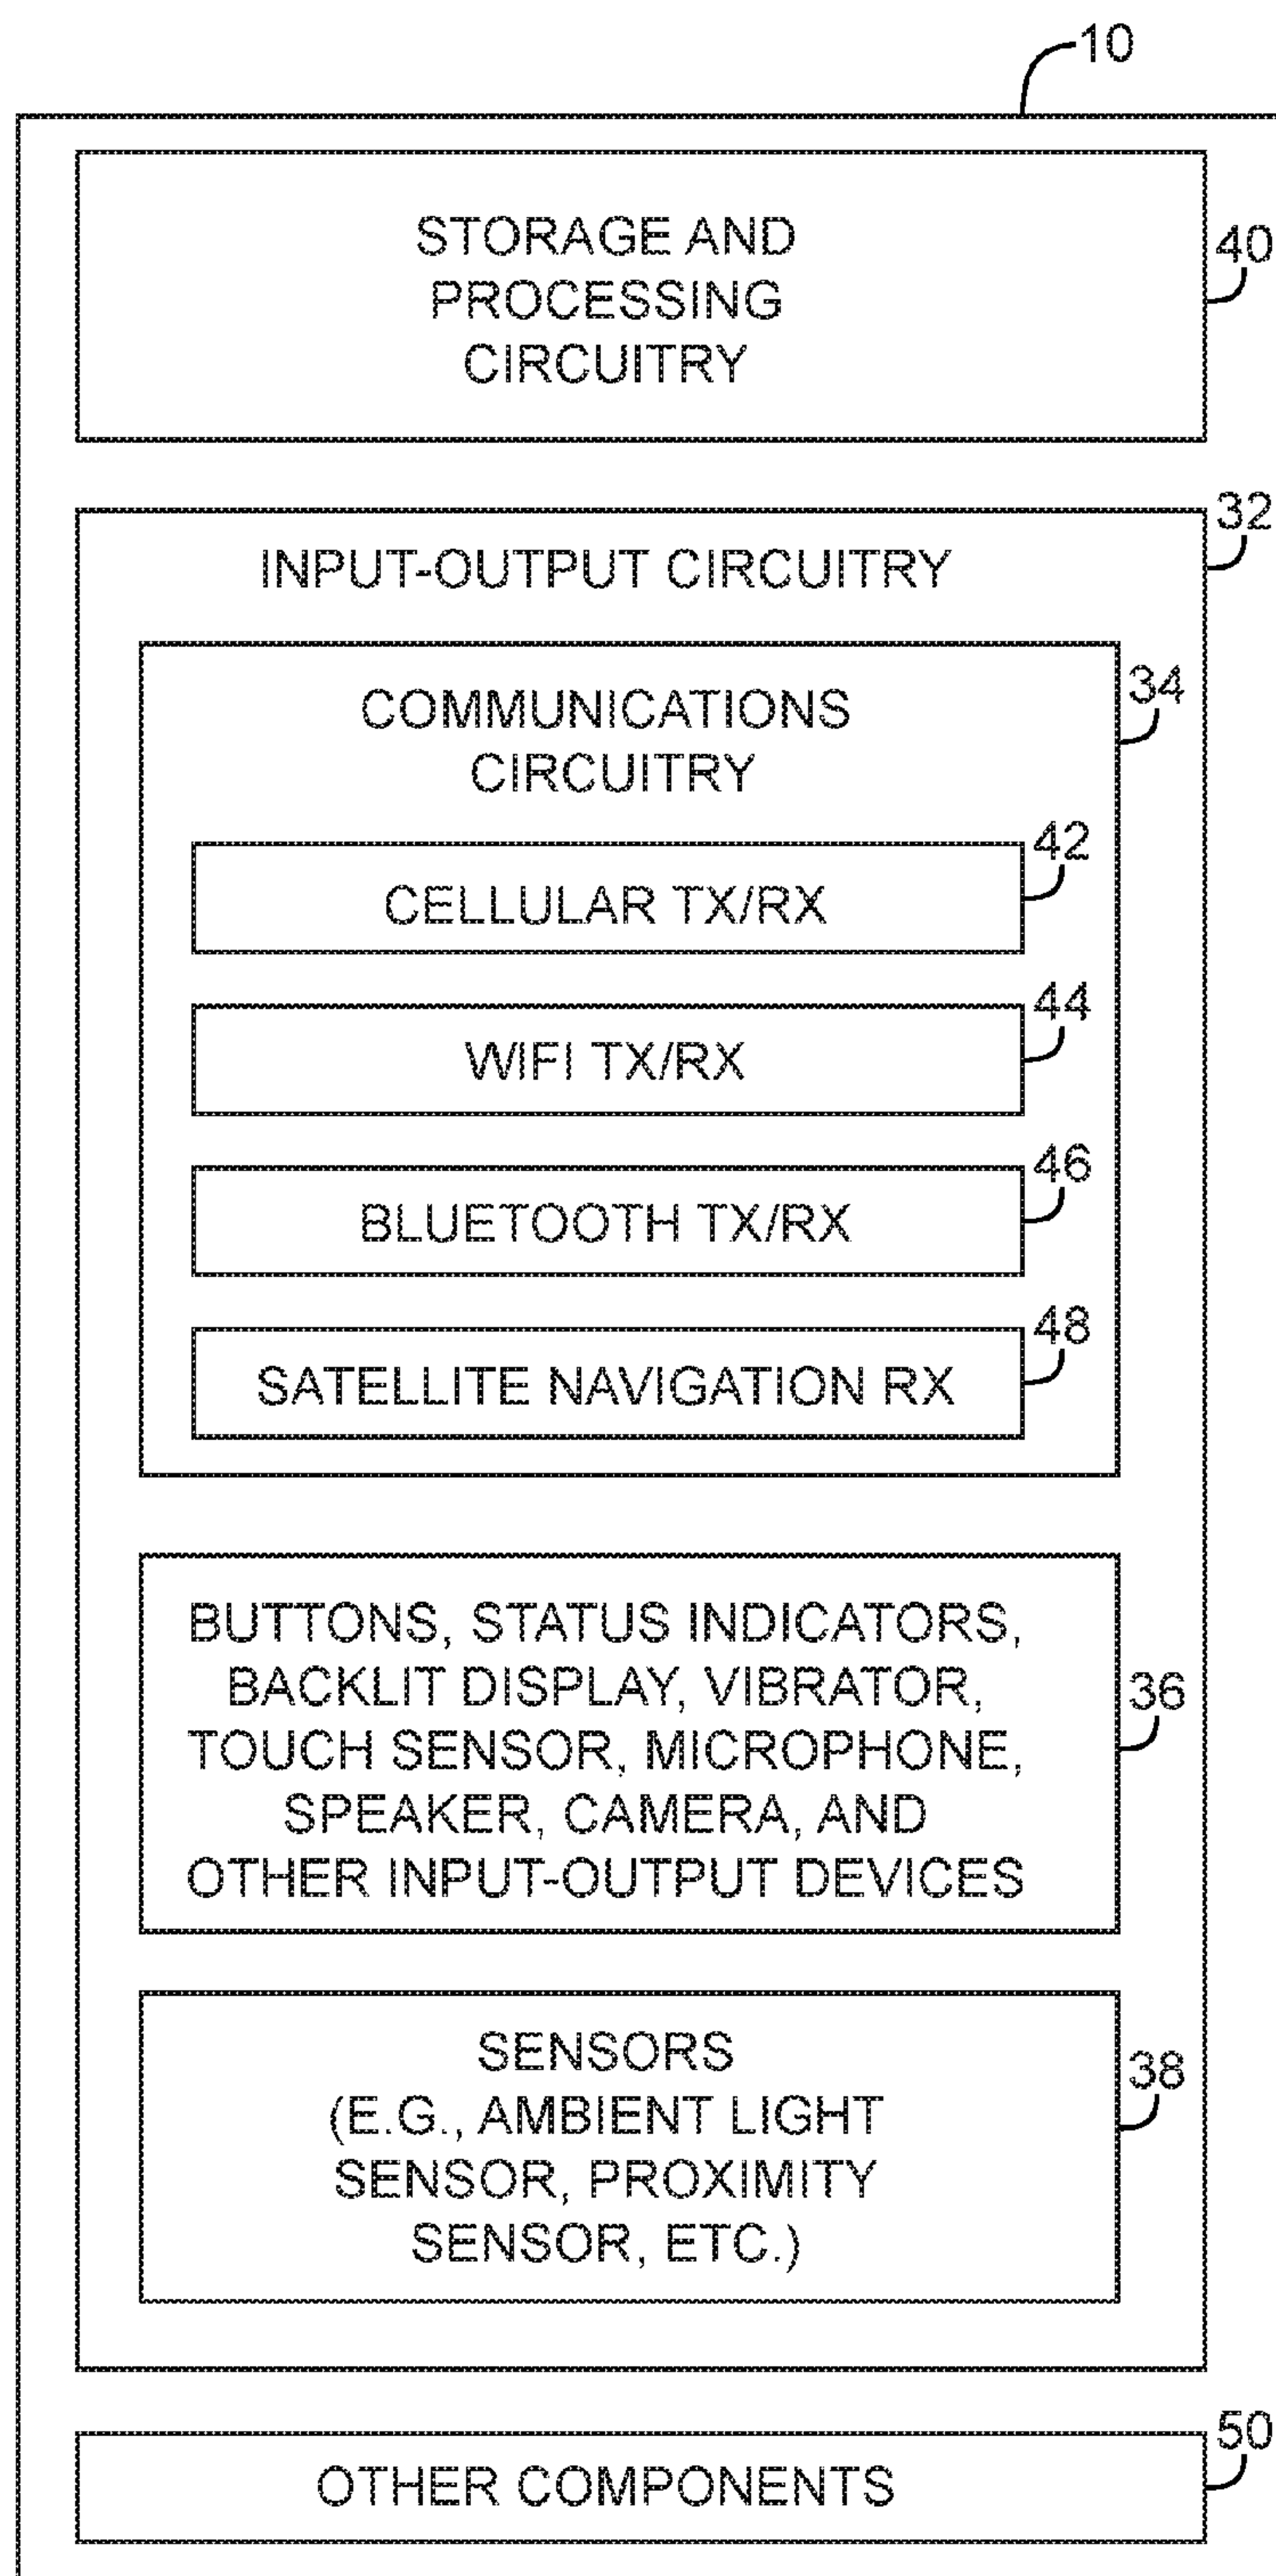 10
STORAGE AND
PROCESSING
CIRCUITRY
40
32
INPUT-OUTPUT CIRCUITRY
COMMUNICATIONS
CIRCUITRY
34
42
CELLULAR TX/RX
44
WIFI TX/RX
46
BLUETOOTH TX/RX
48
SATELLITE NAVIGATION RX
BUTTONS, STATUS INDICATORS,
BACKLIT DISPLAY, VIBRATOR,
TOUCH SENSOR, MICROPHONE,
SPEAKER, CAMERA, AND
OTHER INPUT-OUTPUT DEVICES
36
SENSORS
(E.G., AMBIENT LIGHT
SENSOR, PROXIMITY
SENSOR, ETC.)
38
50
OTHER COMPONENTS